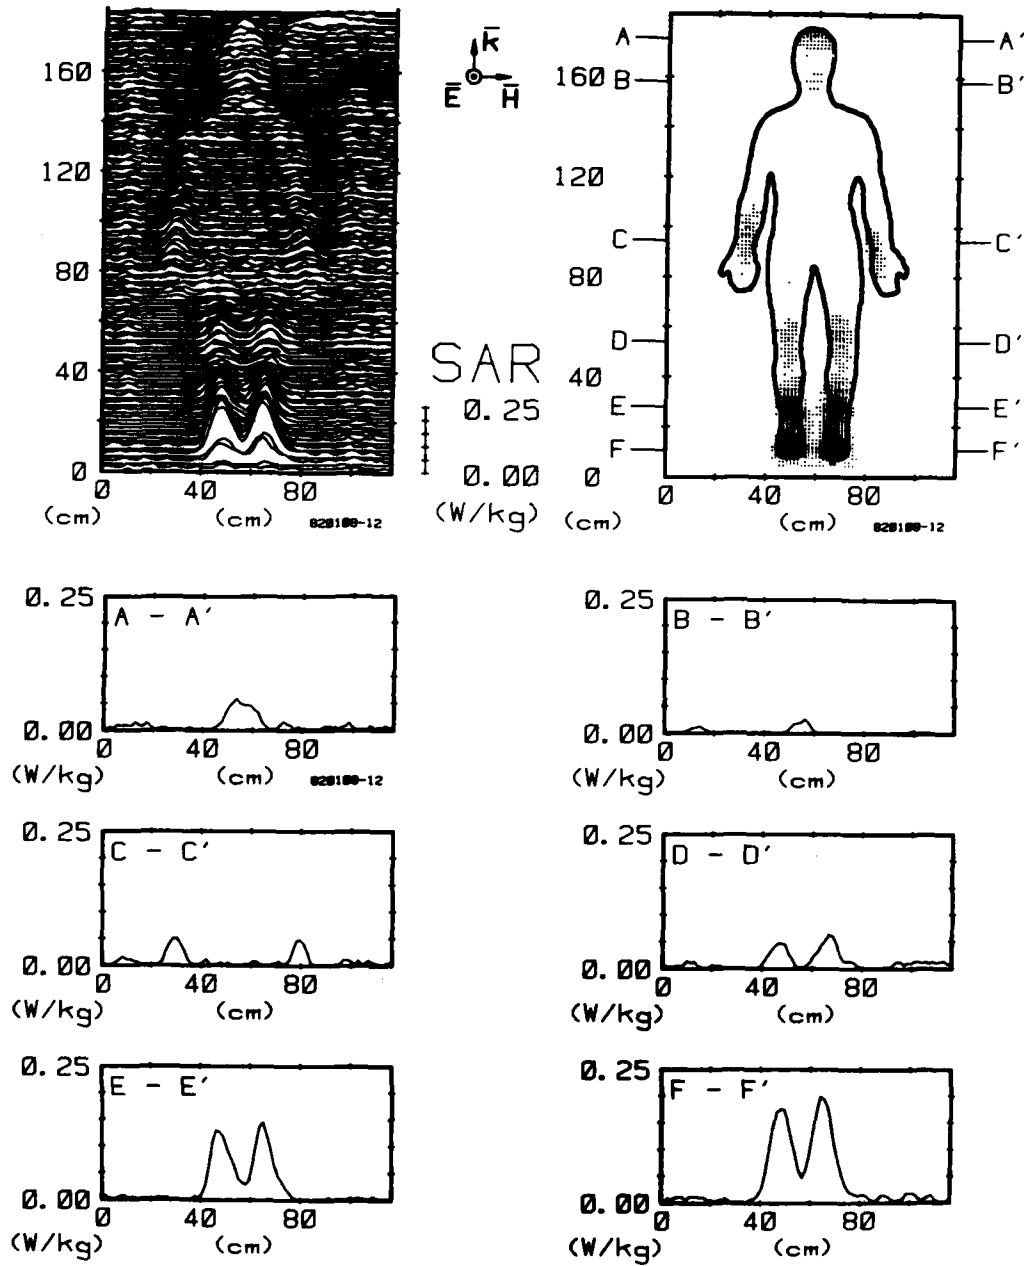 160
120
80
40
0
0 40 80
(cm) (cm) 820108-12
k̄
Ē H̄
SAR
0.25
0.00
(W/kg)
A A'
160 B B'
120
C C'
80
D D'
40
E E'
F F'
0
40 80
(cm) (cm) 820108-12
0.25
A - A'
0.00
0 40 80
(W/kg) (cm) 820108-12
0.25
B - B'
0.00
0 40 80
(W/kg) (cm)
0.25
C - C'
0.00
0 40 80
(W/kg) (cm)
0.25
D - D'
0.00
0 40 80
(W/kg) (cm)
0.25
E - E'
0.00
0 40 80
(W/kg) (cm)
0.25
F - F'
0.00
0 40 80
(W/kg) (cm)